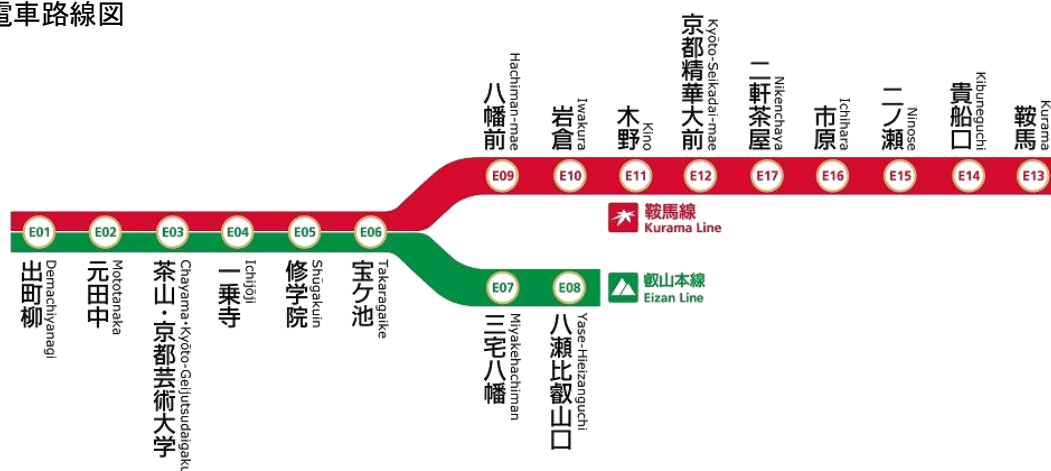 電車路線図
八幡前
Hachiman-mae
岩倉
Iwakura
木野
Kino
京都精華大前
Kyōto-Seikadai-mae
二軒茶屋
Nikenchaya
市原
Ichihara
二ノ瀬
Ninose
貴船口
Kibuneguchi
鞍馬
Kurama
E09
E10
E11
E12
E17
E16
E15
E14
E13
鞍馬線
Kurama Line
E01
E02
E03
E04
E05
E06
出町柳
Demachiyanagi
元田中
Mototanaka
茶山・京都芸術大学
Chayama・Kyōto-Geijutsudaigaku
一乗寺
Ichijōji
修学院
Shūgakuin
宝ケ池
Takaragaike
E07
E08
叡山本線
Eizan Line
三宅八幡
Miyakehachiman
八瀬比叡山口
Yase-Hieizanguchi